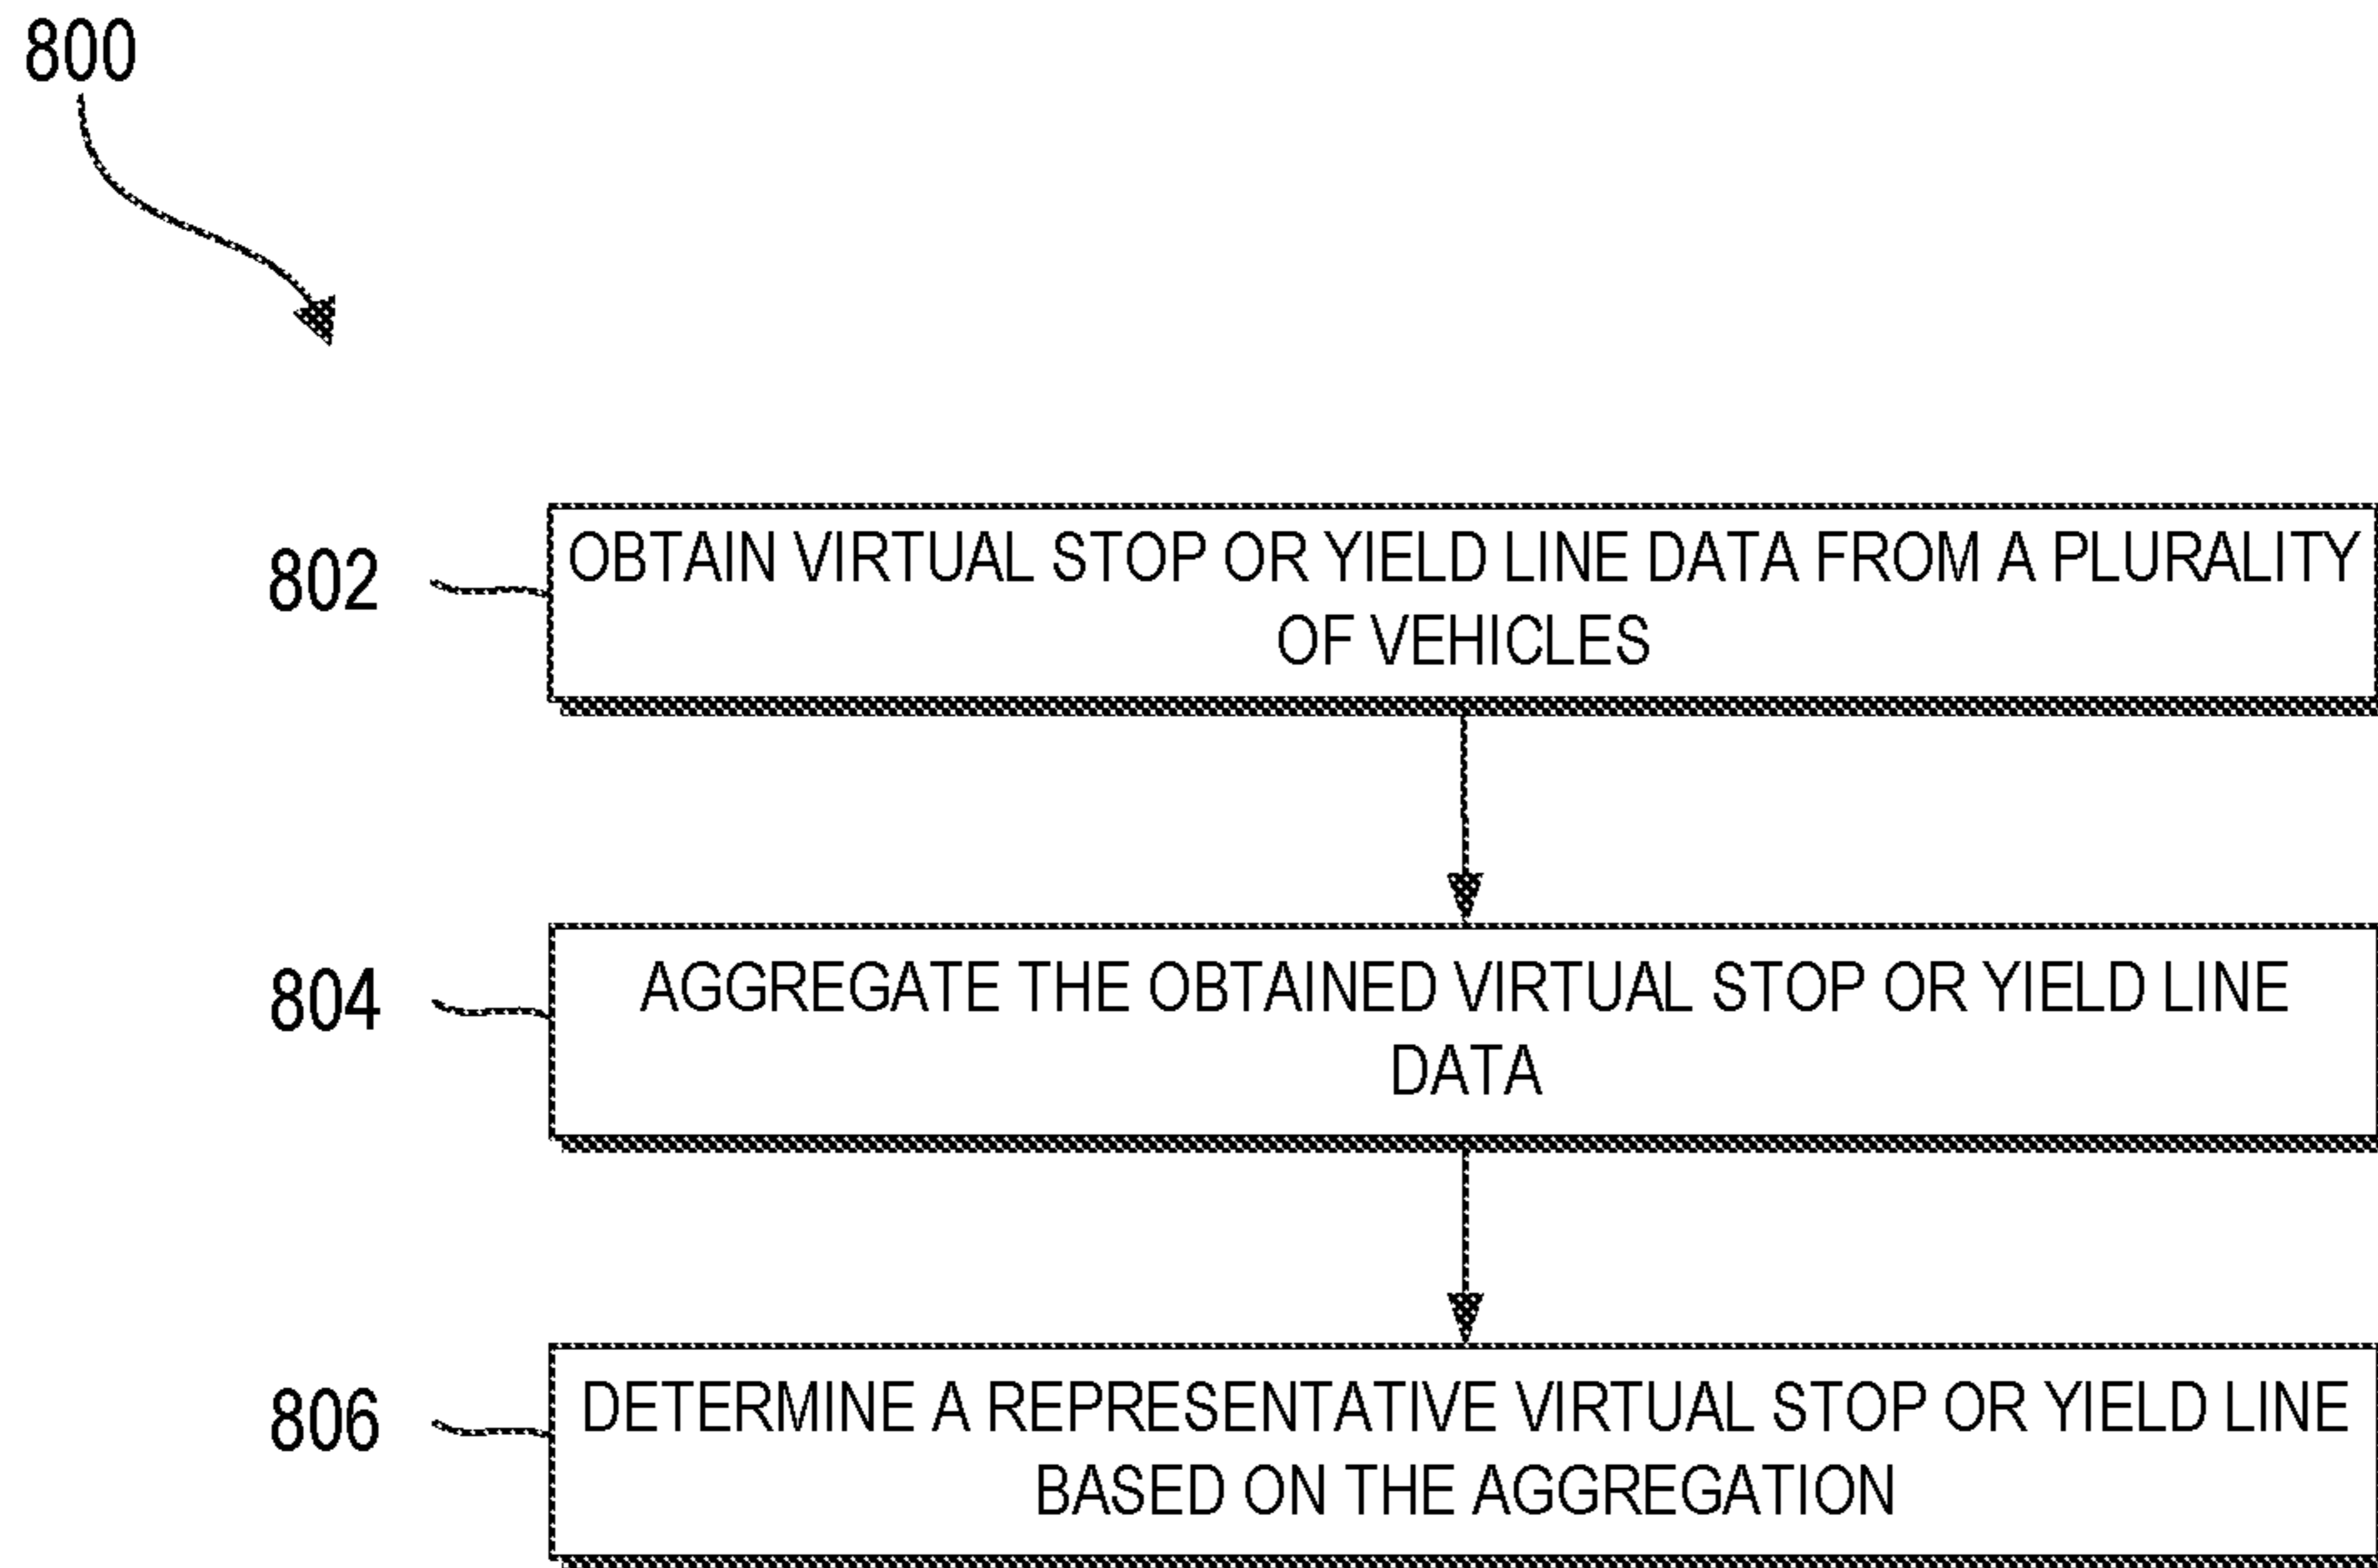 800
802
OBTAIN VIRTUAL STOP OR YIELD LINE DATA FROM A PLURALITY
OF VEHICLES
804
AGGREGATE THE OBTAINED VIRTUAL STOP OR YIELD LINE
DATA
806
DETERMINE A REPRESENTATIVE VIRTUAL STOP OR YIELD LINE
BASED ON THE AGGREGATION